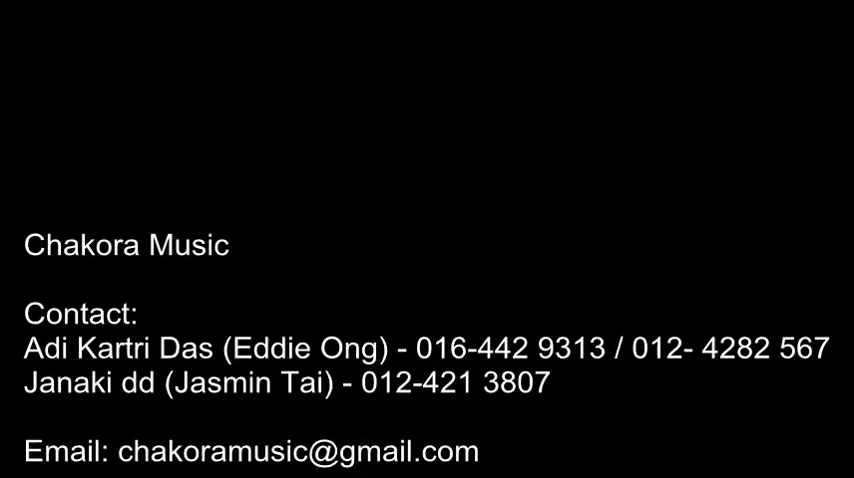 Chakora Music
Contact:
Adi Kartri Das (Eddie Ong) - 016-442 9313 / 012- 4282 567
Janaki dd (Jasmin Tai) - 012-421 3807
Email: chakoramusic@gmail.com